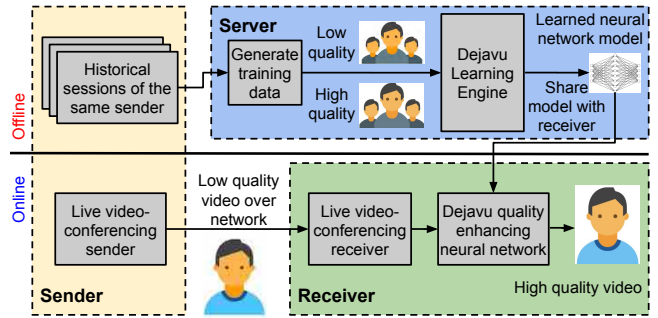 Server
Low
quality
High
quality
Learned neural
network model
Historical
sessions of the
same sender
Generate
training
data
Dejavu
Learning
Engine
Share
model with
receiver
Offline
Online
Low quality
video over
network
Live video-
conferencing
sender
Live video-
conferencing
receiver
Dejavu quality
enhancing
neural network
Sender
Receiver
High quality video